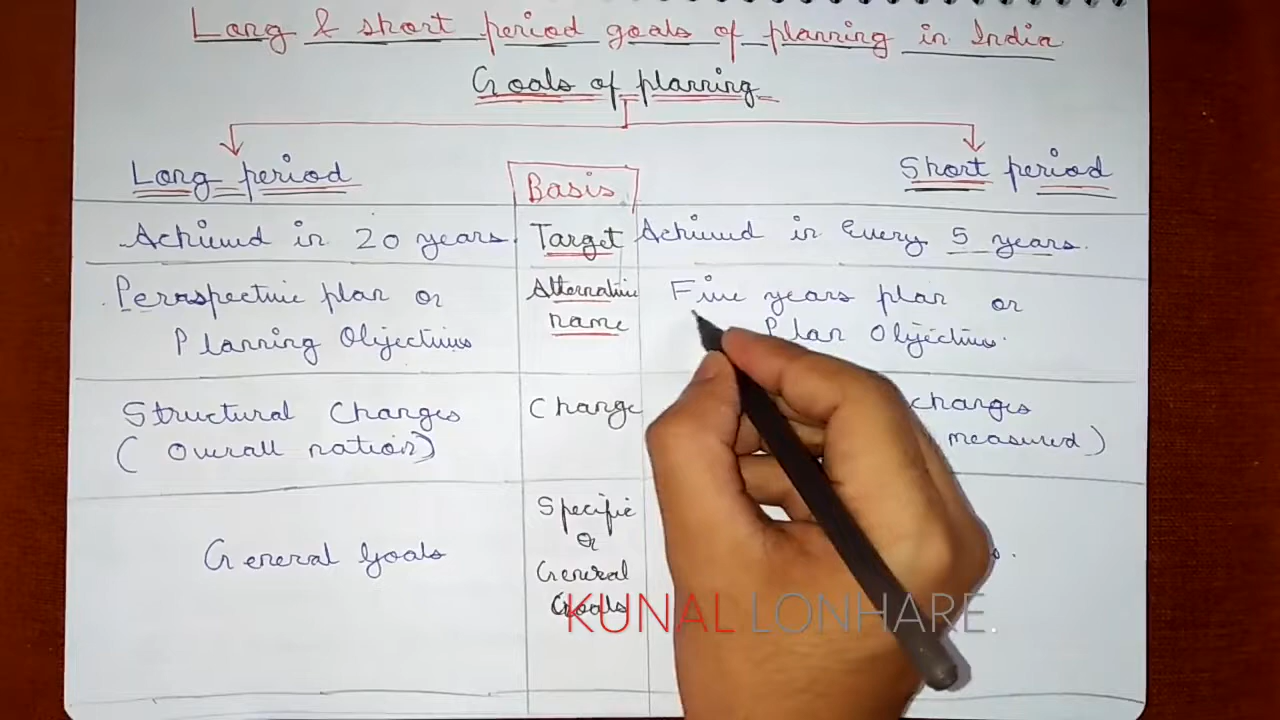 Long & short period goals of planning in India
Goals of planning
Long period
Basis
Short period
Achieved in 20 years.
Target
Achieved in Every 5 years.
Perspective plan or
Planning Objectives
Alternative
name
Five years plan or
Plan Objectives.
Structural Changes
(Overall nation)
Change
changes
measured)
General Goals
Specific
Or
General
Goals
KUNAL LONHARE.